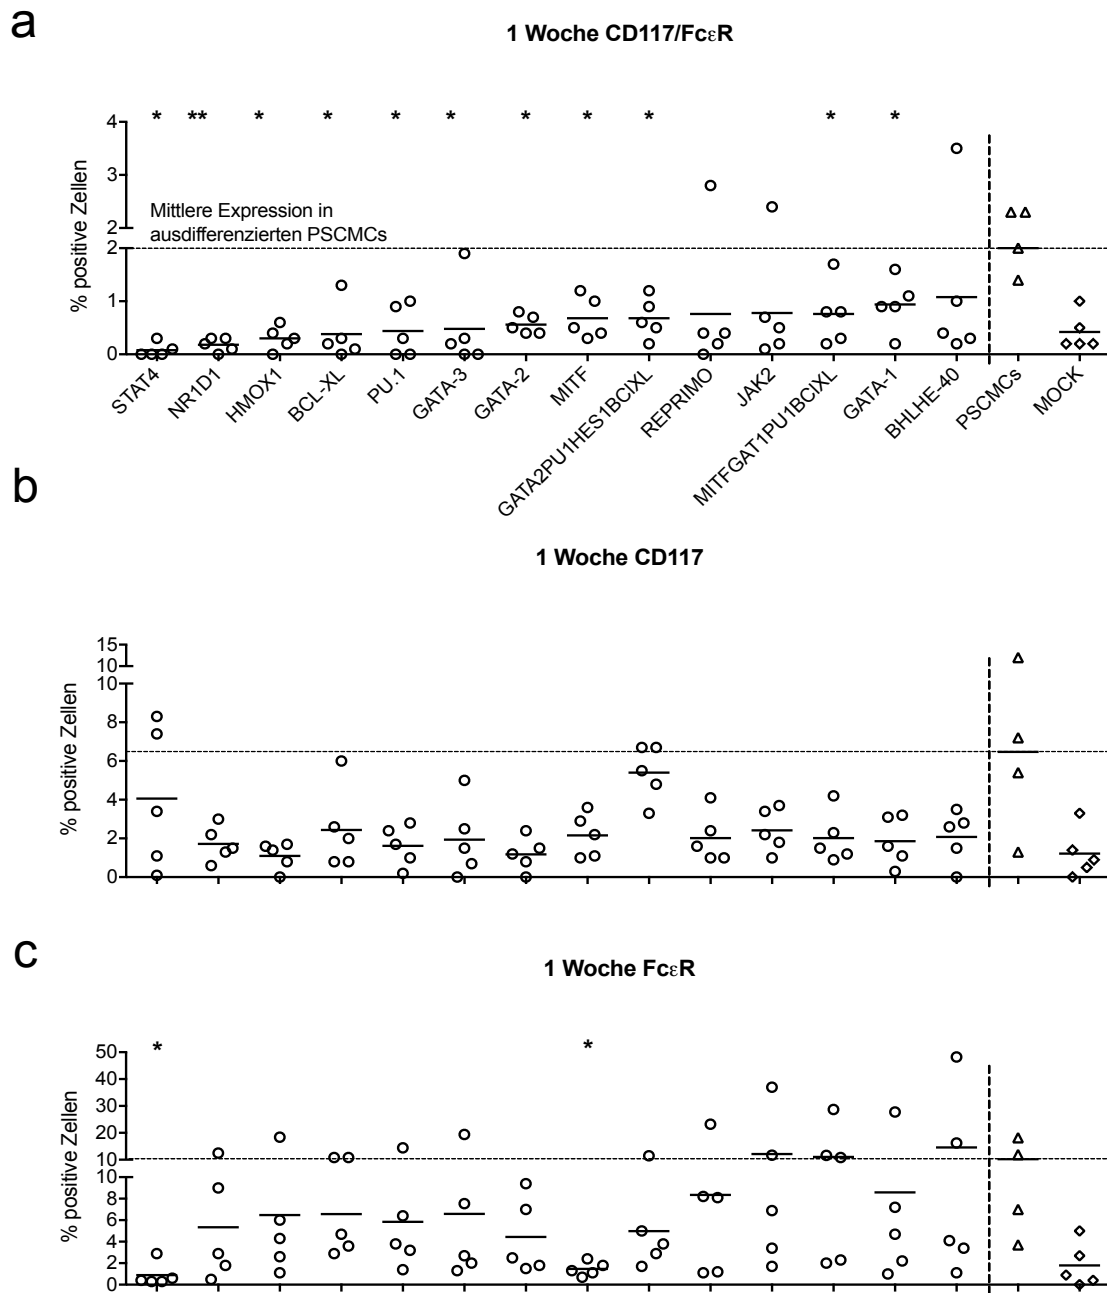 a
1 Woche CD117/FcεR
* ** * * * * * * * * *
4
3
2
Mittlere Expression in
ausdifferenzierten PSCMCs
2
1
0
% positive Zellen
STAT4
NR1D1
HMOX1
BCL-XL
PU.1
GATA-3
GATA-2
MITF
GATA2PU1HES1BClXL
REPRIMO
JAK2
MITFGAT1PU1BClXL
GATA-1
BHLHE-40
PSCMCs
MOCK
b
1 Woche CD117
15
10
10
8
6
4
2
0
% positive Zellen
c
1 Woche FcεR
* *
50
40
30
20
10
10
8
6
4
2
0
% positive Zellen